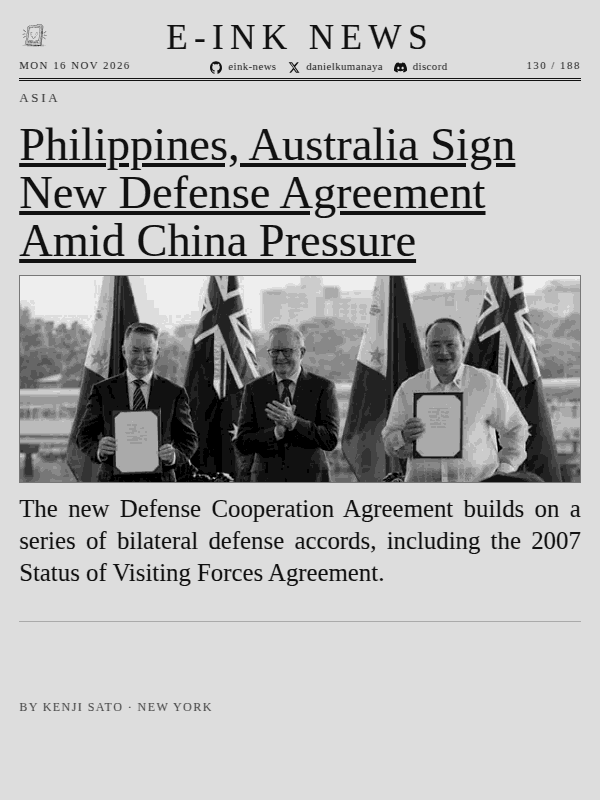 E-INK NEWS
MON 16 NOV 2026
eink-news
danielkumanaya
discord
130 / 188
ASIA
Philippines, Australia Sign
New Defense Agreement
Amid China Pressure
The new Defense Cooperation Agreement builds on a
series of bilateral defense accords, including the 2007
Status of Visiting Forces Agreement.
BY KENJI SATO · NEW YORK